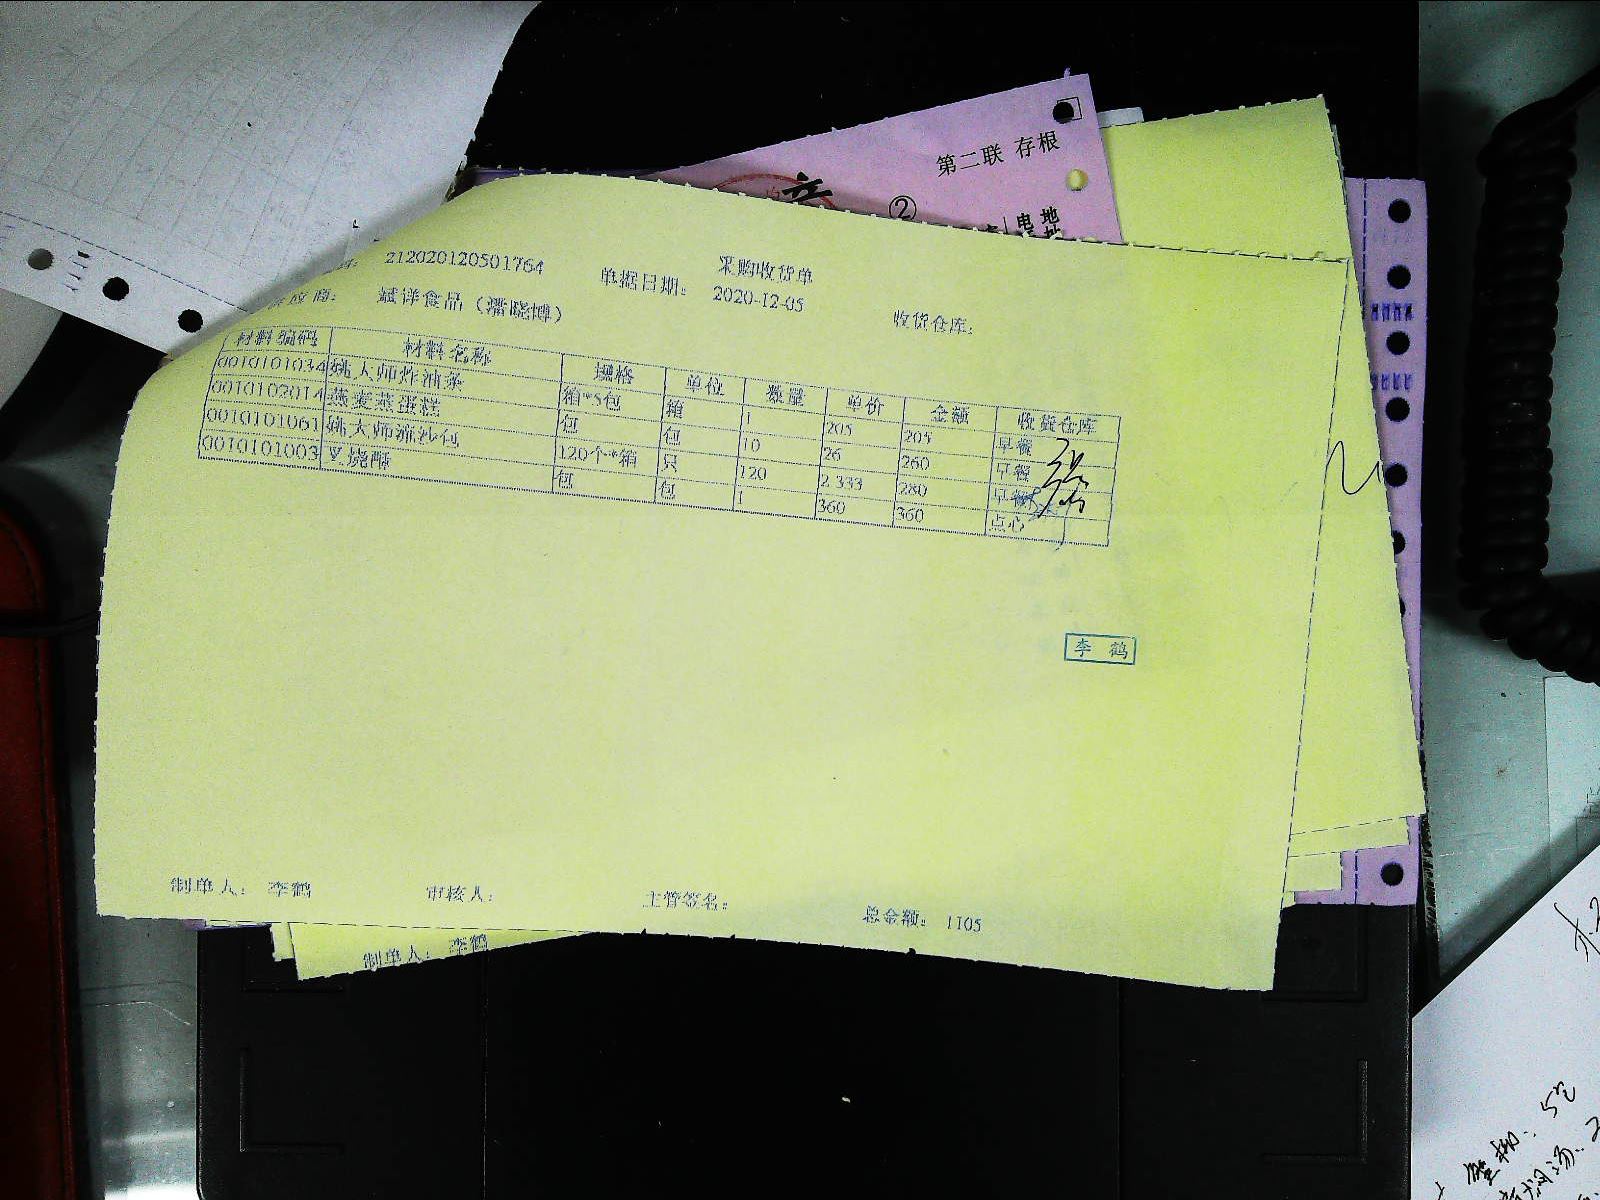 第二联 存根
②
电 地
采购收货单
212020120501764
单据日期： 2020-12-05
应商： 斌洋食品（潘晓博）
收货仓库：
材料编码 材料名称 规格 单位 数量 单价 金额 收货仓库
0010101034 姚大师炸油条 箱*5包 箱 1 205 205 早餐
0010102014 燕麦蒸蛋糕 包 包 10 26 260 早餐
0010101061 姚大师流沙包 120个*箱 只 120 2.333 280 早餐
0010101003 叉烧酥 包 包 1 360 360 点心
李 鹤
制单人： 李鹤
审核人：
主管签名：
总金额： 1105
制单人： 李鹤